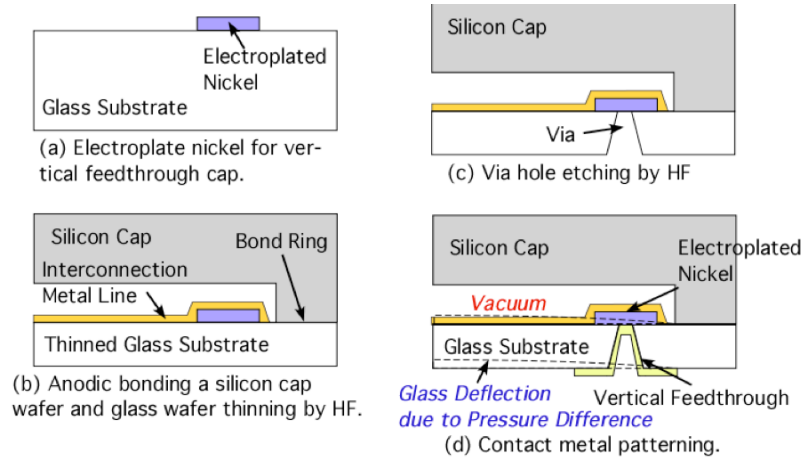 Electroplated
Nickel
Glass Substrate
(a) Electroplate nickel for ver-
tical feedthrough cap.
Silicon Cap
Bond Ring
Interconnection
Metal Line
Thinned Glass Substrate
(b) Anodic bonding a silicon cap
wafer and glass wafer thinning by HF.
Silicon Cap
Via
(c) Via hole etching by HF
Silicon Cap
Electroplated
Nickel
Vacuum
Glass Substrate
Glass Deflection
due to Pressure Difference
Vertical Feedthrough
(d) Contact metal patterning.